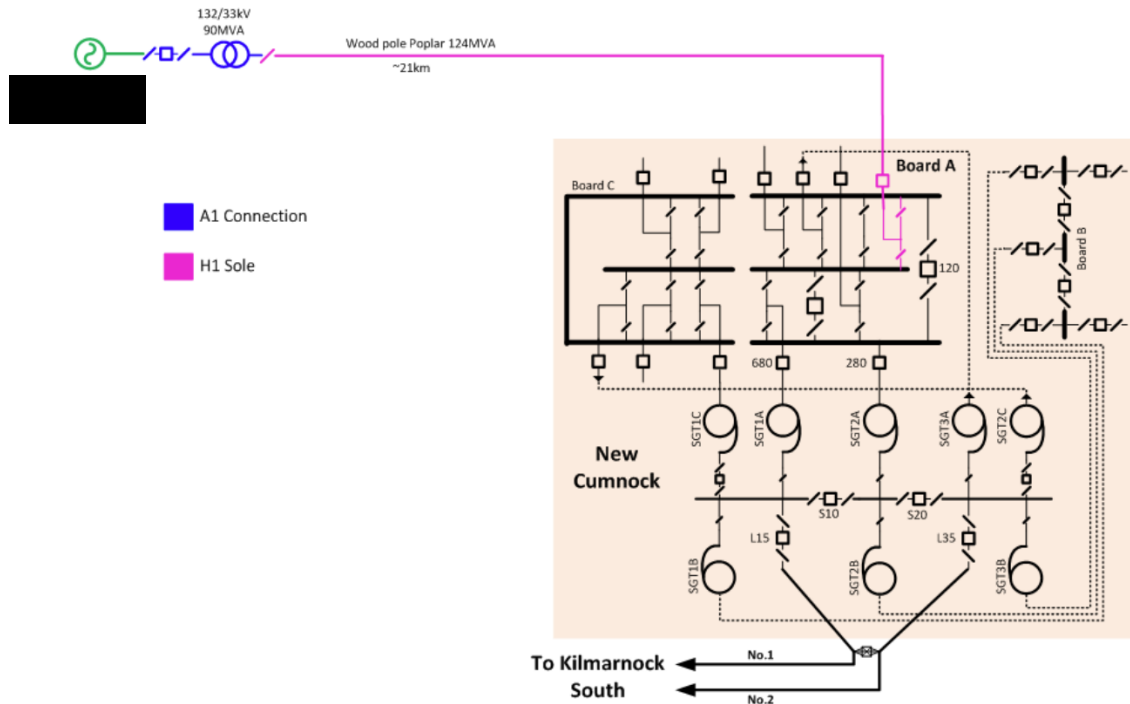 132/33kV
90MVA
Wood pole Poplar 124MVA
~21km
A1 Connection
H1 Sole
Board C
Board A
Board B
120
680
280
SGT1C
SGT1A
SGT2A
SGT3A
SGT2C
New
Cumnock
S10
S20
L15
L35
SGT1B
SGT2B
SGT3B
To Kilmarnock
South
No.1
No.2